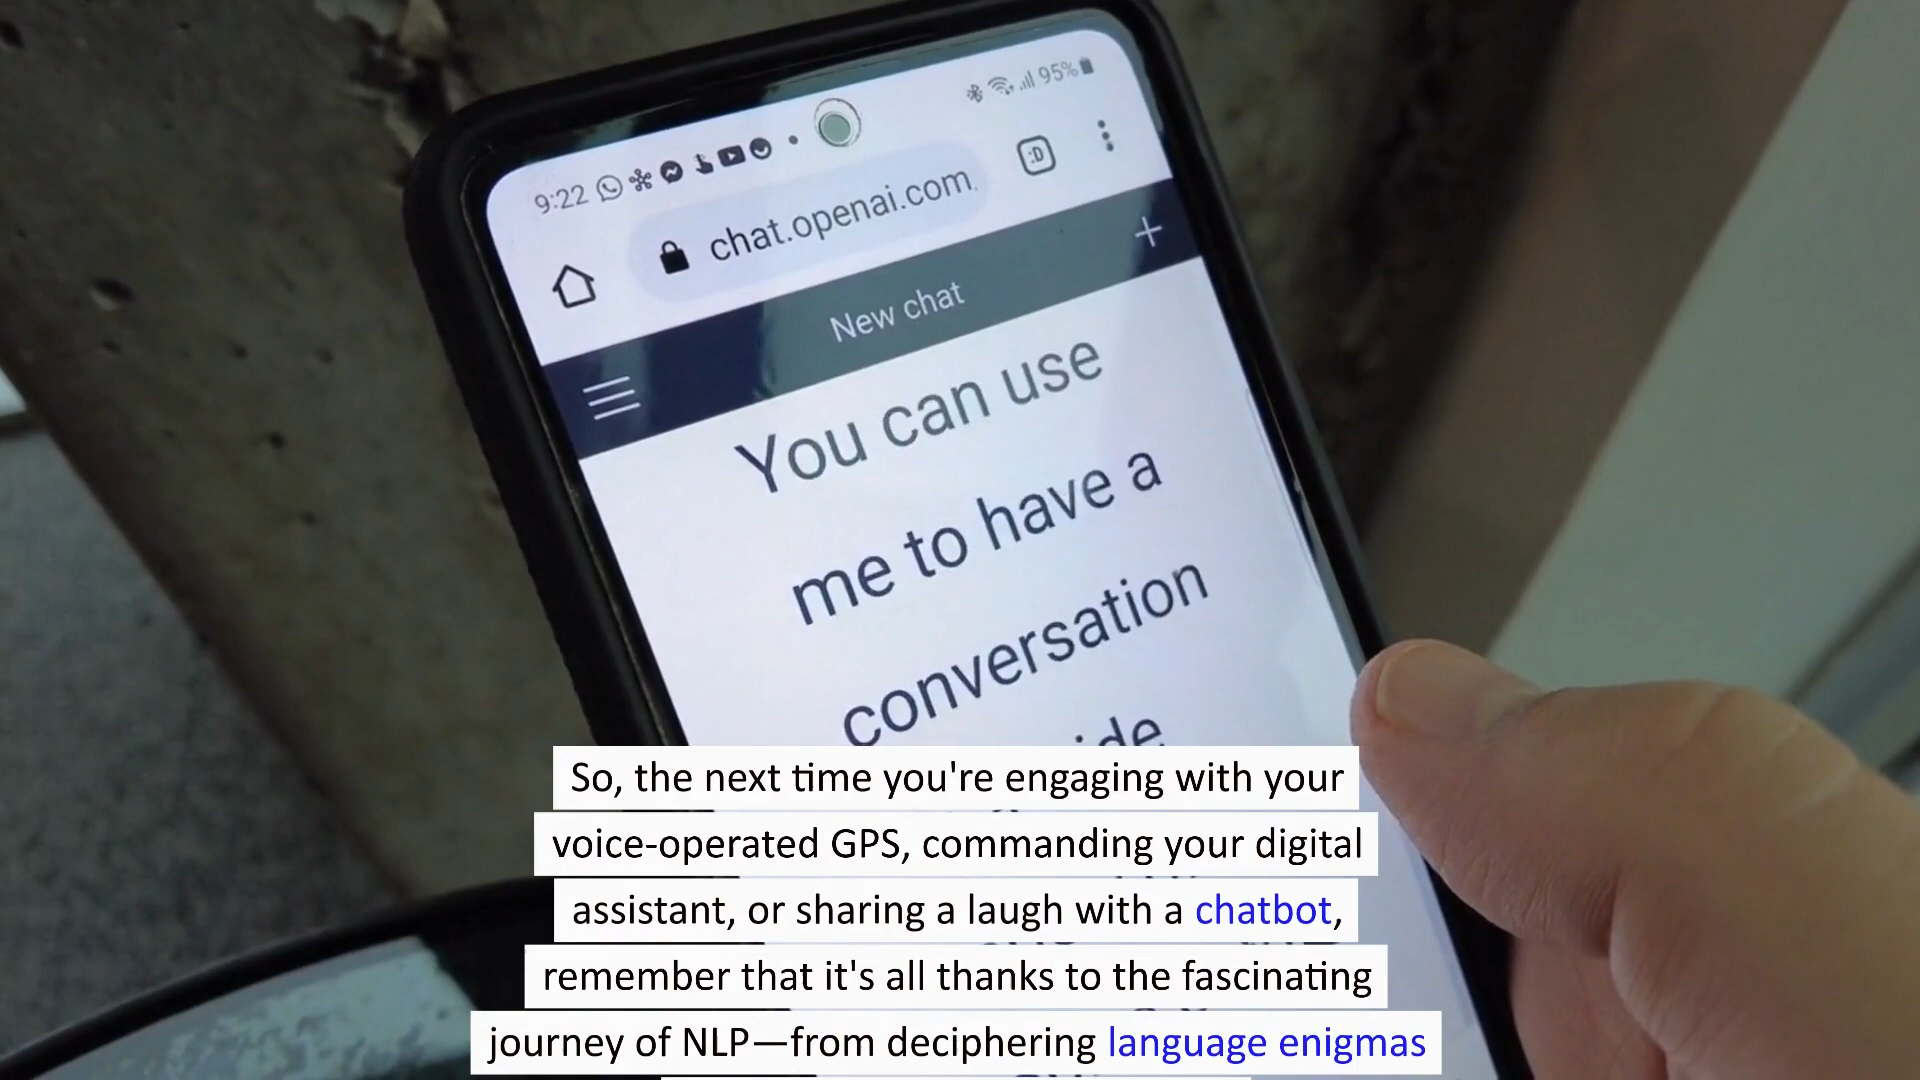 9:22
95%
chat.openai.com
:D
New chat
You can use
me to have a
conversation
So, the next time you're engaging with your
voice-operated GPS, commanding your digital
assistant, or sharing a laugh with a chatbot,
remember that it's all thanks to the fascinating
journey of NLP—from deciphering language enigmas